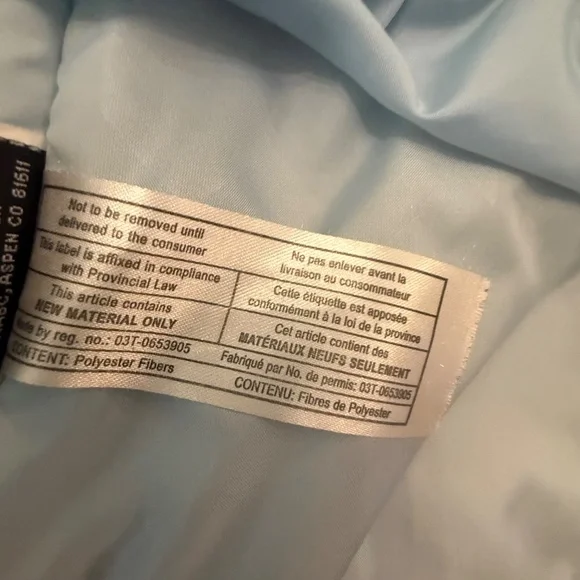 ABC, ASPEN CO 81611
Not to be removed until
delivered to the consumer
Ne pas enlever avant la
livraison au consommateur
This label is affixed in compliance
with Provincial Law
Cette étiquette est apposée
conformément à la loi de la province
This article contains
NEW MATERIAL ONLY
Cet article contient des
MATÉRIAUX NEUFS SEULEMENT
by reg. no.: 03T-0653905
Fabriqué par No. de permis: 03T-0653905
CONTENT: Polyester Fibers
CONTENU: Fibres de Polyester